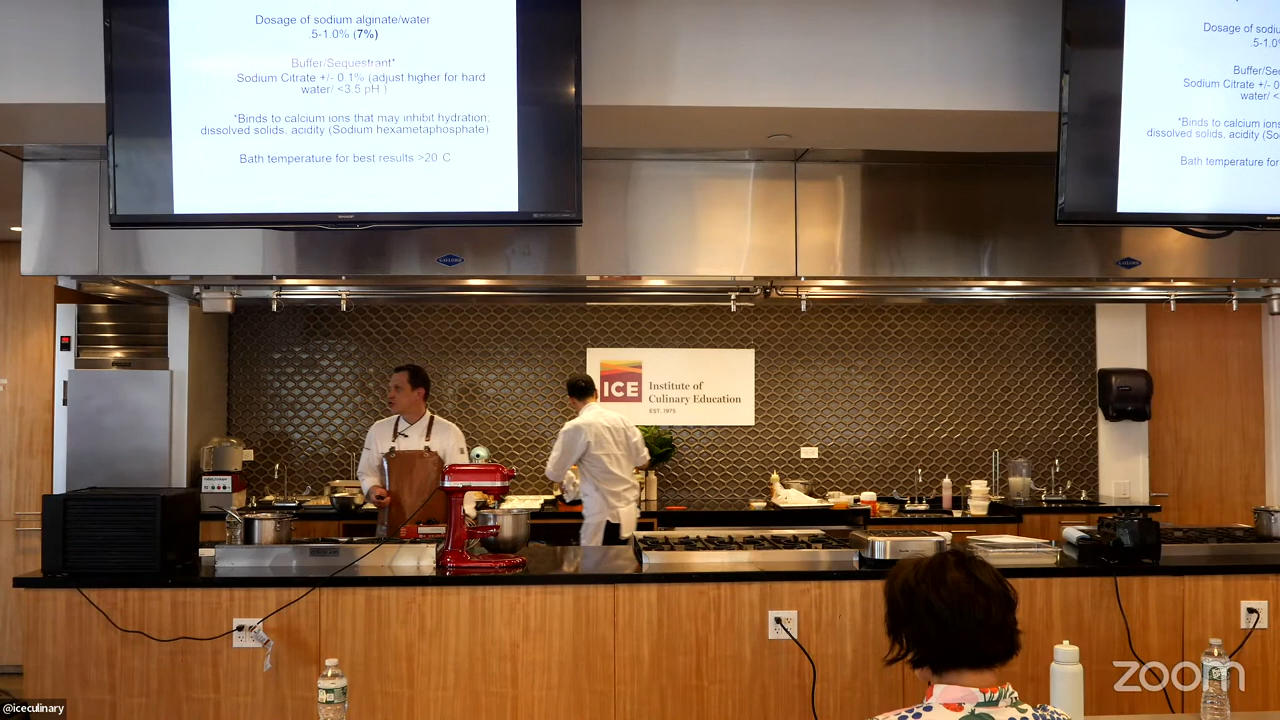 Dosage of sodium alginate/water
.5-1.0% (7%)
Buffer/Sequestrant*
Sodium Citrate +/- 0.1% (adjust higher for hard
water/ <3.5 pH )
*Binds to calcium ions that may inhibit hydration;
dissolved solids, acidity (Sodium hexametaphosphate)
Bath temperature for best results >20 C
SHARP
Dosage of sodiu
.5-1.0%
Buffer/Se
Sodium Citrate +/- 0
water/ <
*Binds to calcium ions
dissolved solids, acidity (So
Bath temperature for
SHARP
ICE
Institute of
Culinary Education
EST. 1975
zoom
@iceculinary